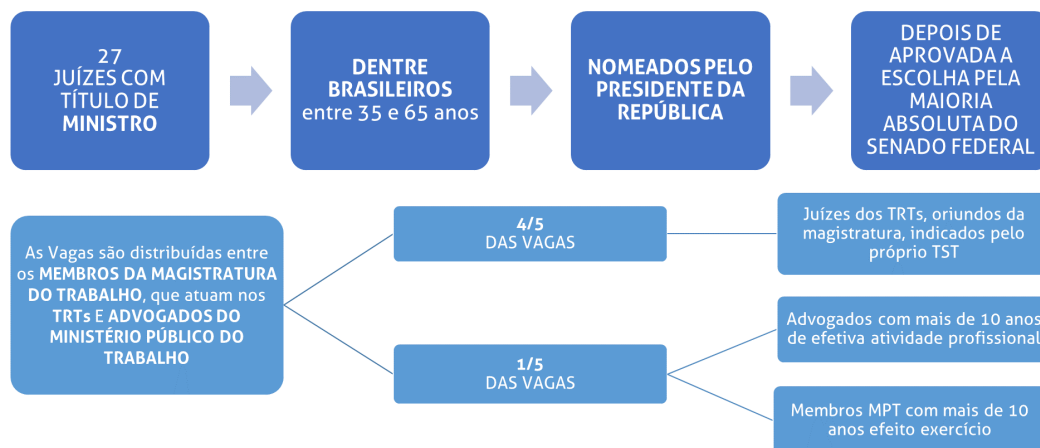 27
JUÍZES COM
TÍTULO DE
MINISTRO
DENTRE
BRASILEIROS
entre 35 e 65 anos
NOMEADOS PELO
PRESIDENTE DA
REPÚBLICA
DEPOIS DE
APROVADA A
ESCOLHA PELA
MAIORIA
ABSOLUTA DO
SENADO FEDERAL
As Vagas são distribuídas entre
os MEMBROS DA MAGISTRATURA
DO TRABALHO, que atuam nos
TRTs E ADVOGADOS DO
MINISTÉRIO PÚBLICO DO
TRABALHO
4/5
DAS VAGAS
Juízes dos TRTs, oriundos da
magistratura, indicados pelo
próprio TST
1/5
DAS VAGAS
Advogados com mais de 10 anos
de efetiva atividade profissional
Membros MPT com mais de 10
anos efeito exercício